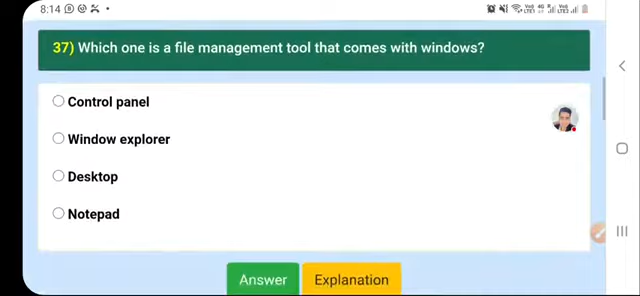 8:14
37) Which one is a file management tool that comes with windows?
Control panel
Window explorer
Desktop
Notepad
Answer Explanation